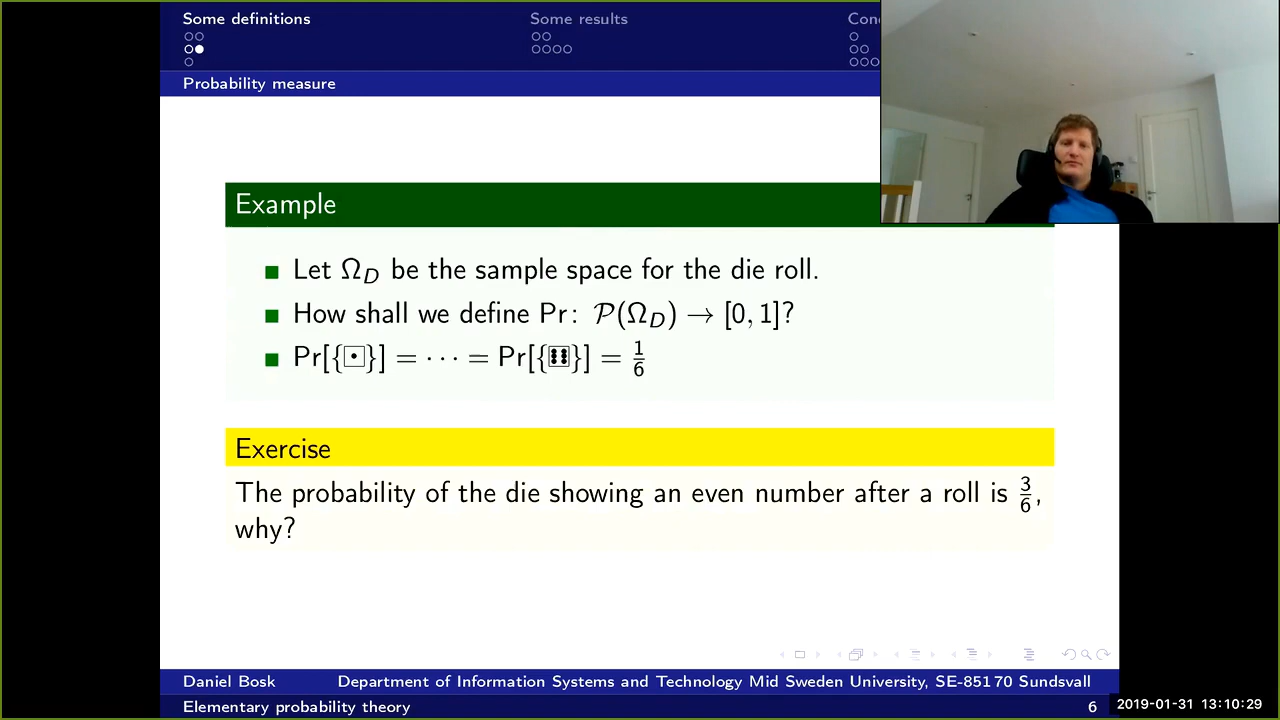 Some definitions
Some results
Con
Probability measure
Example
Let Ω_D be the sample space for the die roll.
How shall we define Pr: 𝒫(Ω_D) → [0, 1]?
Pr[{⚀}] = ··· = Pr[{⚅}] = 1/6
Exercise
The probability of the die showing an even number after a roll is 3/6,
why?
Daniel Bosk Department of Information Systems and Technology Mid Sweden University, SE-851 70 Sundsvall
Elementary probability theory 6
2019-01-31 13:10:29